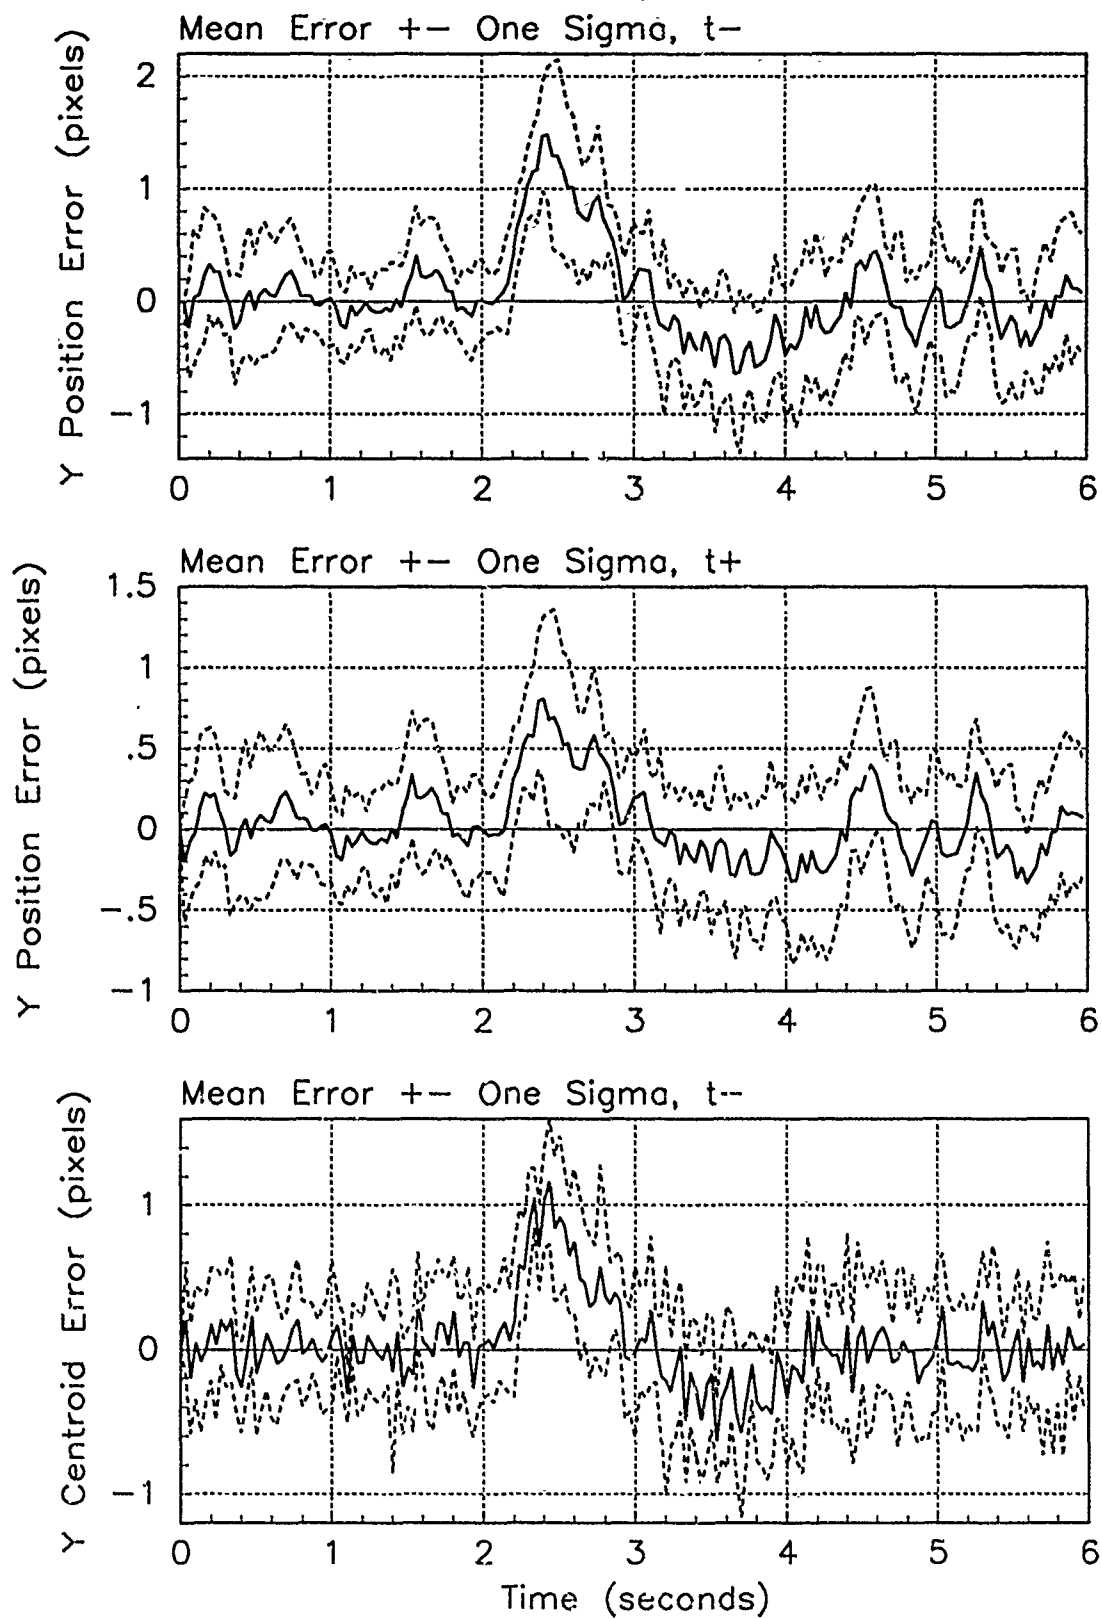 Mean Error +- One Sigma, t-
Y Position Error (pixels)
2
1
0
-1
0 1 2 3 4 5 6
Mean Error +- One Sigma, t+
Y Position Error (pixels)
1.5
1
.5
0
-.5
-1
0 1 2 3 4 5 6
Mean Error +- One Sigma, t-
Y Centroid Error (pixels)
1
0
-1
0 1 2 3 4 5 6
Time (seconds)